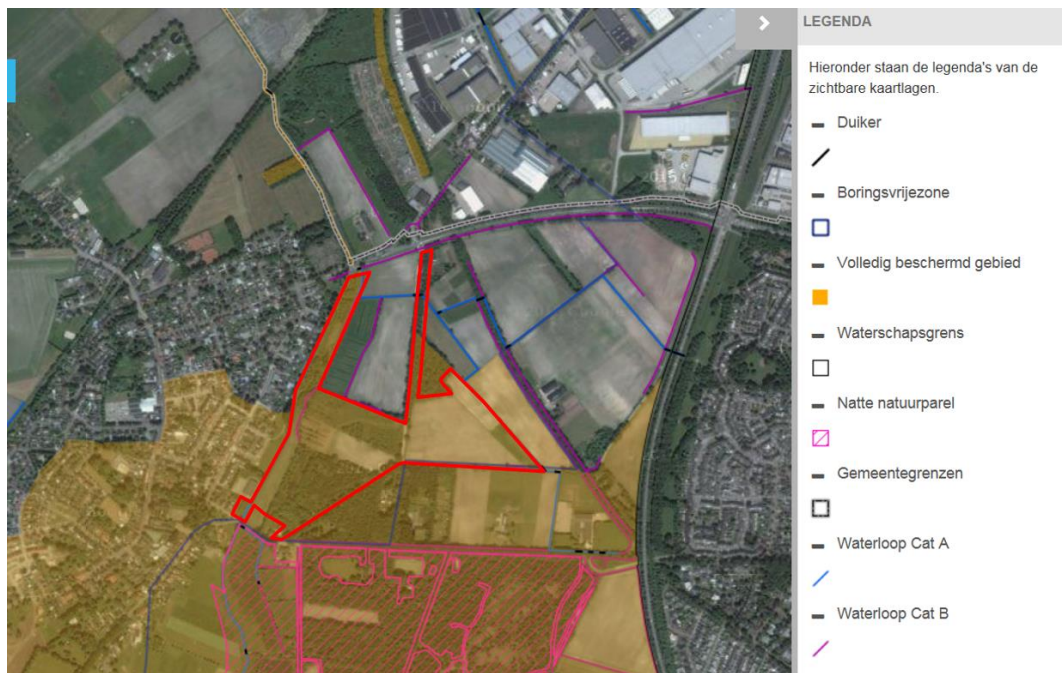 LEGENDA
Hieronder staan de legenda's van de
zichtbare kaartlagen.
Duiker
Boringsvrijezone
Volledig beschermd gebied
Waterschapsgrens
Natte natuurparel
Gemeentegrenzen
Waterloop Cat A
Waterloop Cat B